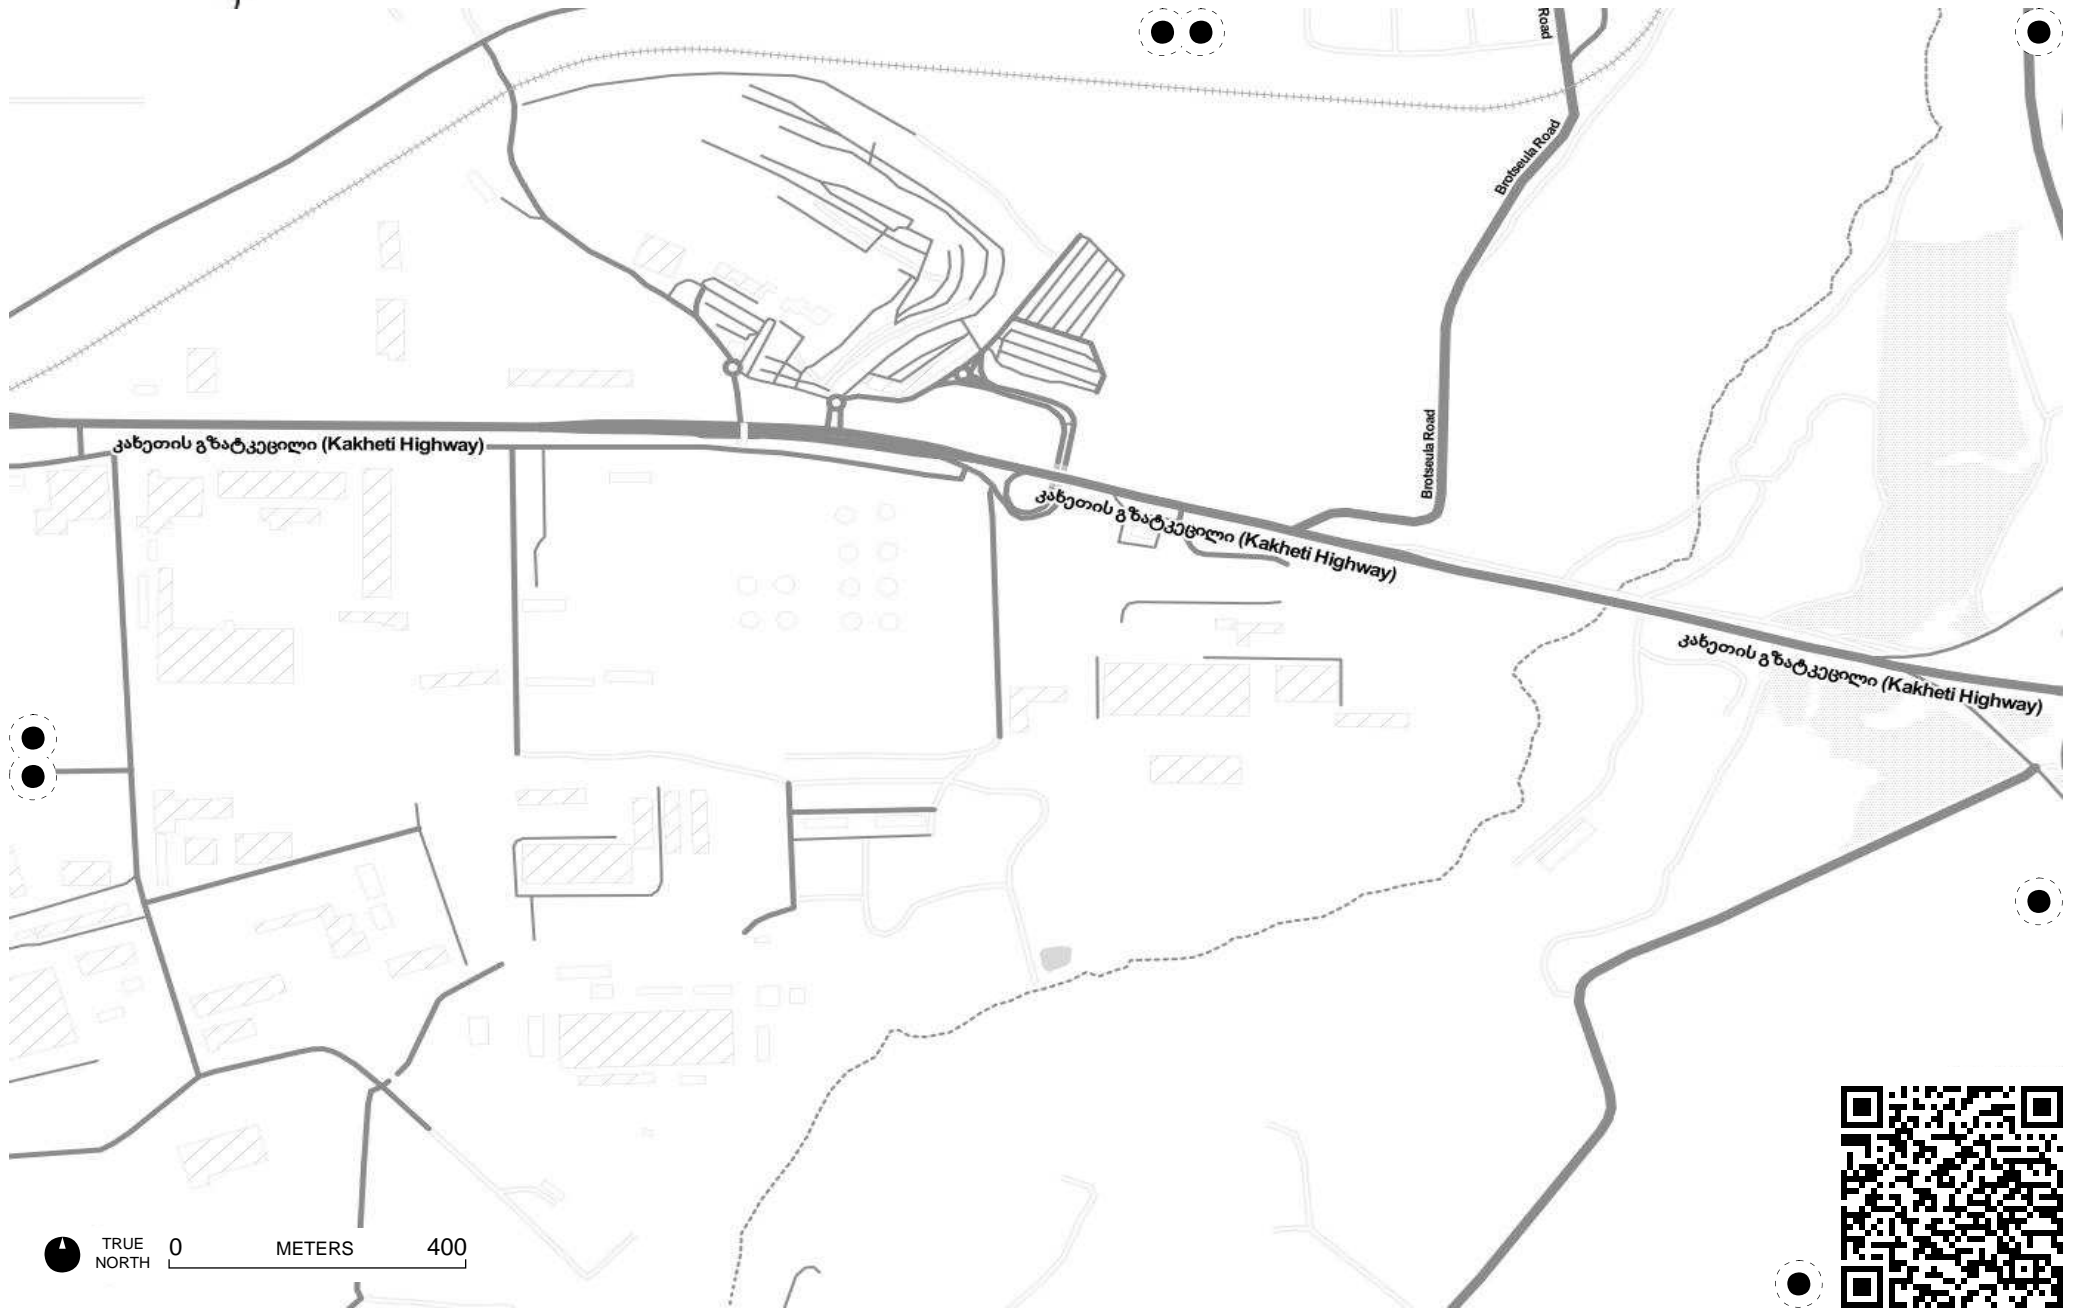 Road
Brotseula Road
Brotseula Road
კახეთის გზატკეცილი (Kakheti Highway)
კახეთის გზატკეცილი (Kakheti Highway)
კახეთის გზატკეცილი (Kakheti Highway)
TRUE NORTH
0 METERS 400